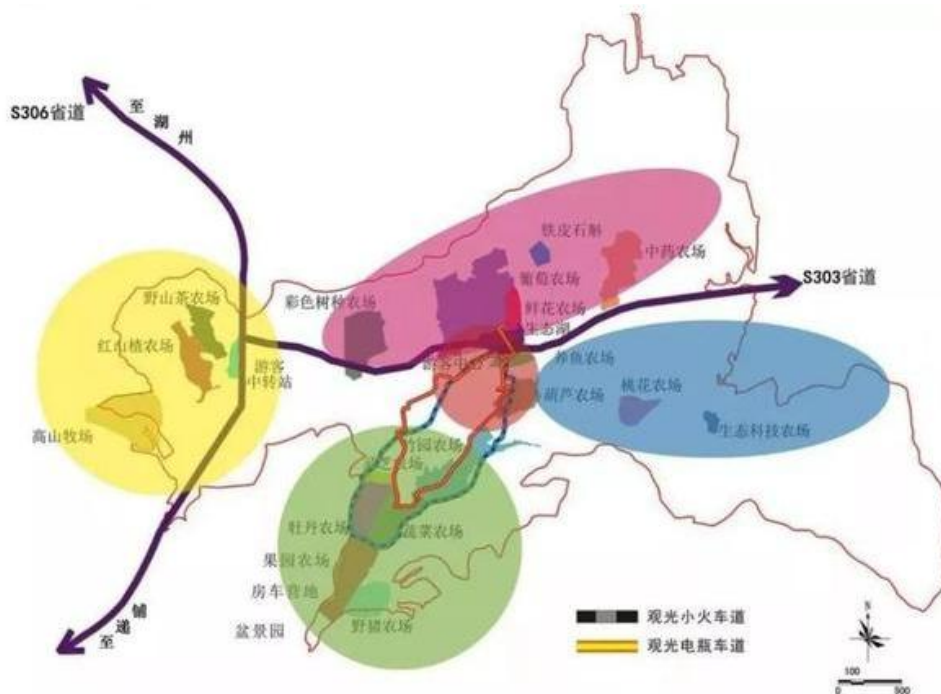 至湖州
S306省道
铁皮石斛
中药农场
葡萄农场
S303省道
野山茶农场
彩色树种农场
鲜花农场
生态湖
红山楂农场
游客
中转站
养鱼农场
葫芦农场
桃花农场
高山牧场
生态科技农场
竹园农场
牡丹农场
蔬菜农场
果园农场
房车营地
野猪农场
盆景园
至递铺
观光小火车道
观光电瓶车道
N
100
500